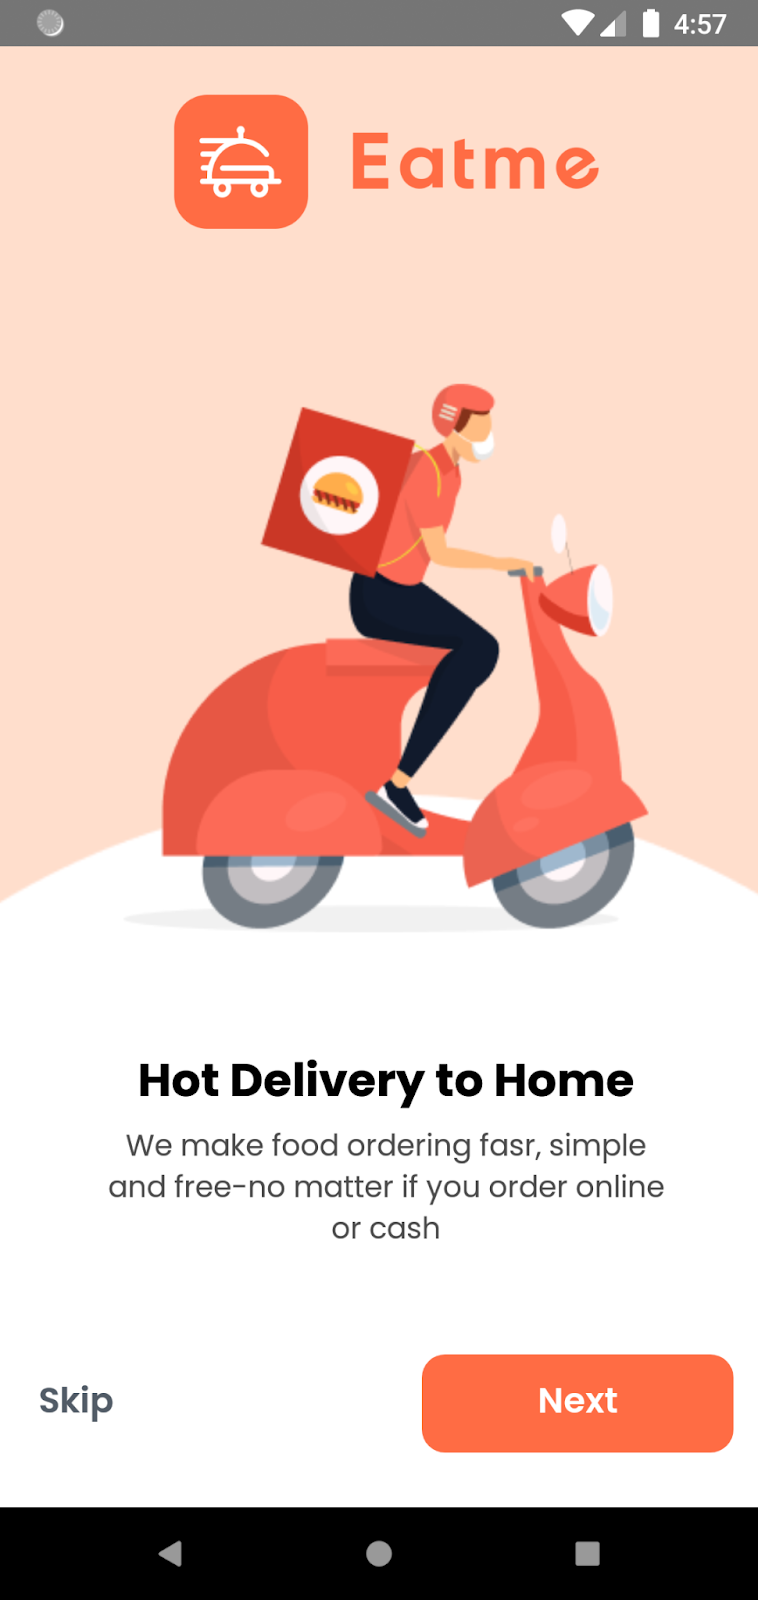 4:57
Eatme
Hot Delivery to Home
We make food ordering fasr, simple
and free-no matter if you order online
or cash
Skip
Next